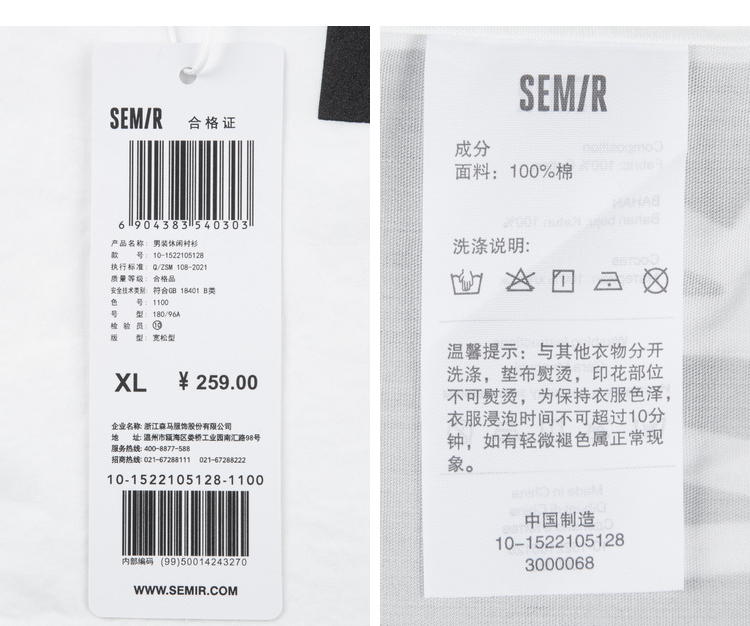 SEMIR 合格证
6 904383 540303
产品名称: 男装休闲衬衫
款 号: 10-1522105128
执行标准: Q/ZSM 108-2021
质量等级: 合格品
安全技术类别: 符合GB 18401 B类
色 号: 1100
号 型: 180/96A
检 验 员: ⑩
版 型: 宽松型
XL ¥ 259.00
企业名称: 浙江森马服饰股份有限公司
地 址: 温州市瓯海区娄桥工业园南汇路98号
服务热线: 400-8877-588
招商热线: 021-67288111 021-67288222
10-1522105128-1100
内部编码 (99)50014243270
WWW.SEMIR.COM
SEMIR
成分
面料: 100%棉
洗涤说明:
温馨提示: 与其他衣物分开
洗涤，垫布熨烫，印花部位
不可熨烫，为保持衣服色泽，
衣服浸泡时间不可超过10分
钟，如有轻微褪色属正常现
象。
中国制造
10-1522105128
3000068